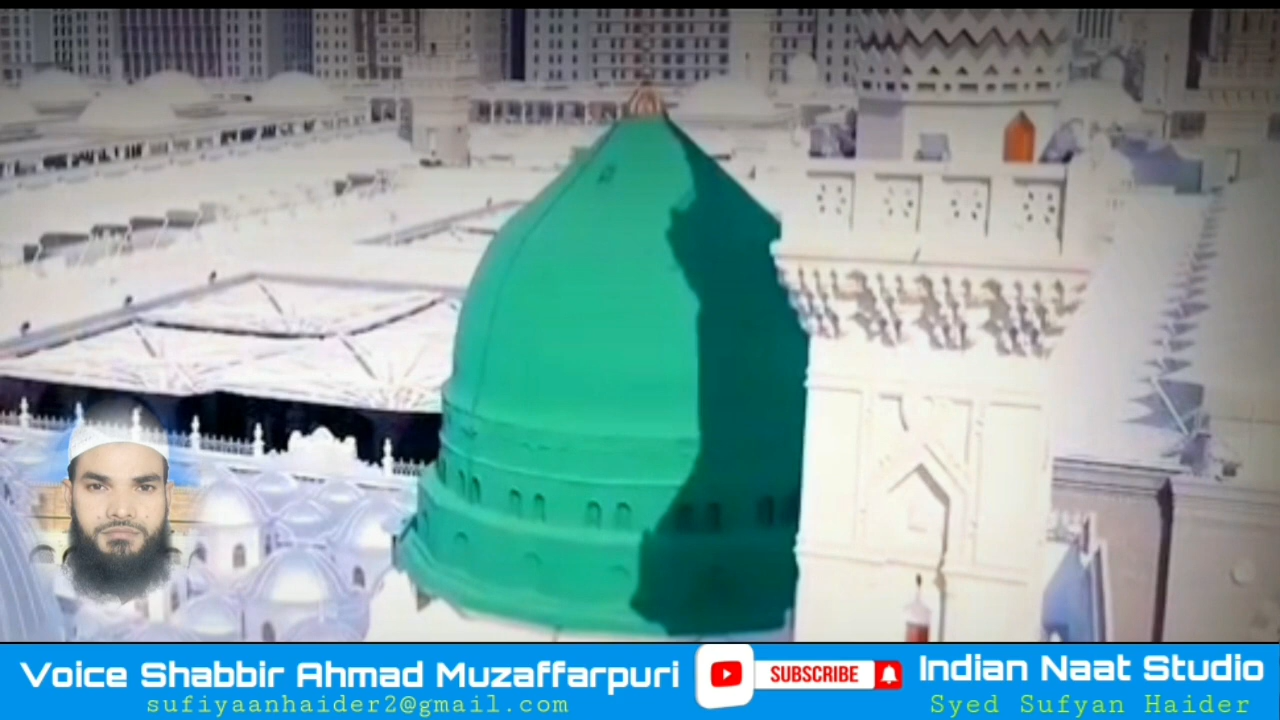 Voice Shabbir Ahmad Muzaffarpuri
sufiyaanhaider2@gmail.com
SUBSCRIBE
Indian Naat Studio
Syed Sufyan Haider